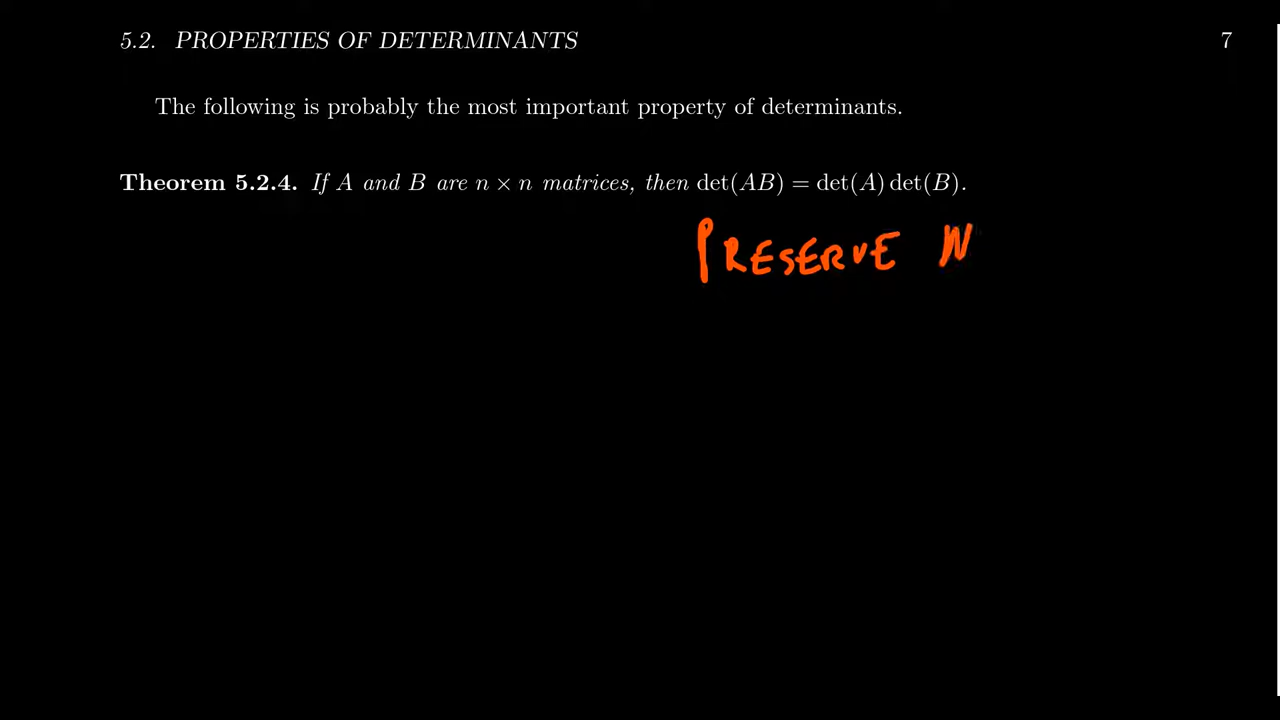 5.2. PROPERTIES OF DETERMINANTS 7
The following is probably the most important property of determinants.
Theorem 5.2.4. If A and B are n × n matrices, then det(AB) = det(A) det(B).
PRESERVE